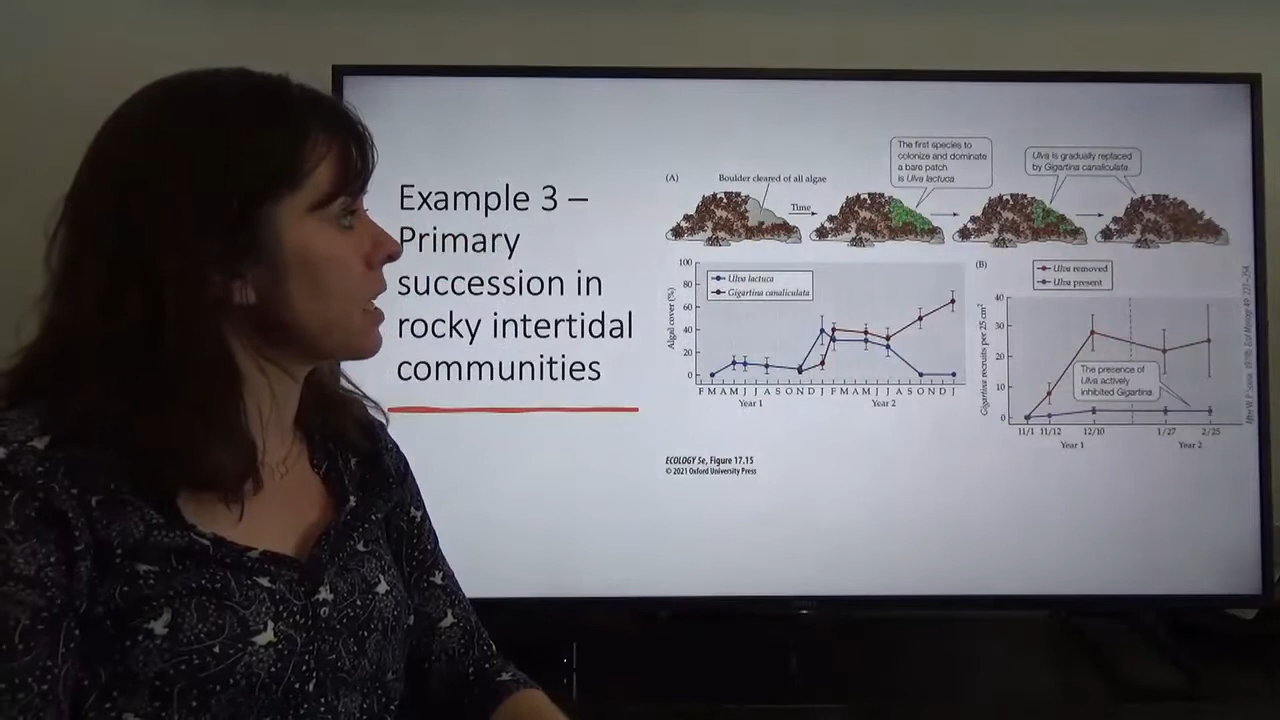 Example 3 –
Primary
succession in
rocky intertidal
communities
(A)
Boulder cleared of all algae
Time
The first species to
colonize and dominate
a bare patch
is Ulva lactuca.
Ulva is gradually replaced
by Gigartina canaliculata.
Algal cover (%)
100
80
60
40
20
0
Ulva lactuca
Gigartina canaliculata
F M A M J J A S O N D J F M A M J J A S O N D J
Year 1
Year 2
(B)
Ulva removed
Ulva present
Gigartina recruits per 25 cm²
40
30
20
10
0
The presence of
Ulva actively
inhibited Gigartina.
11/1 11/12 12/10 1/27 2/25
Year 1
Year 2
ECOLOGY 5e, Figure 17.15
© 2021 Oxford University Press